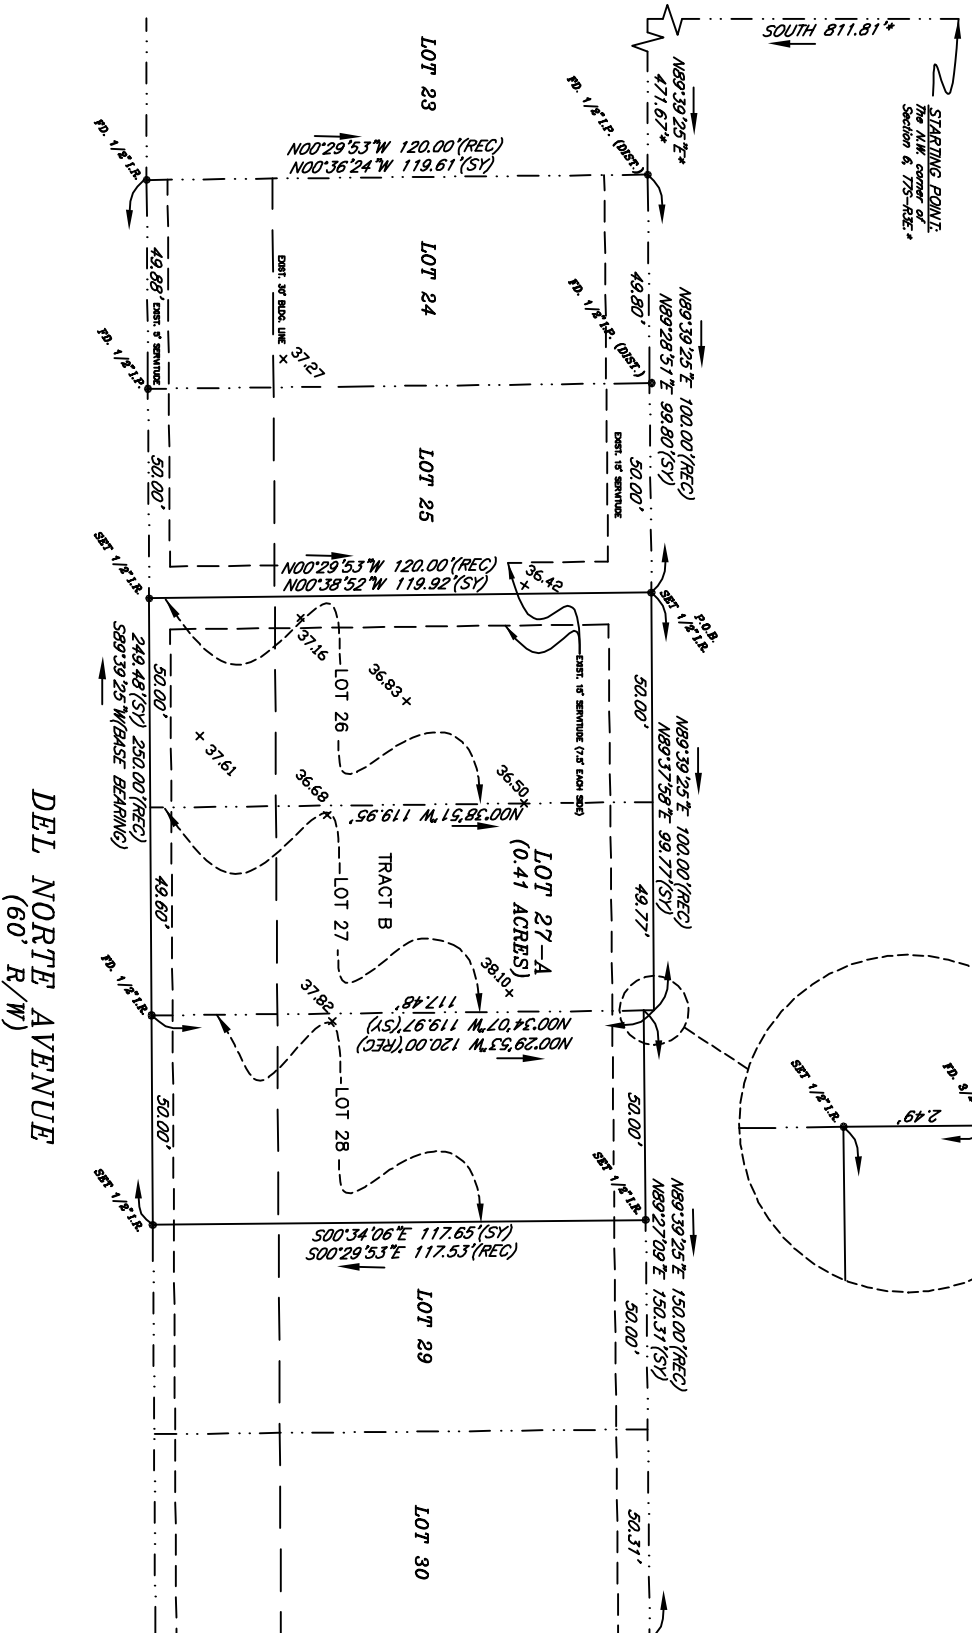 SOUTH 811.81'*
STARTING POINT:
The N.W. corner of
Section 6, T7S-R3E.*
N89°39'25"E*
471.67'*
LOT 23
FD. 1/2" I.P. (DIST.)
FD. 1/2" I.R.
N00°29'53"W 120.00'(REC)
N00°36'24"W 119.61'(SY)
LOT 24
49.80'
49.88'
EXIST. 5' SERVITUDE
EXIST. 30' BLDG. LINE
37.27
FD. 1/2" I.P. (DIST.)
FD. 1/2" I.P.
N89°39'25"E 100.00'(REC)
N89°28'51"E 99.80'(SY)
LOT 25
50.00'
50.00'
EXIST. 15' SERVITUDE
N00°29'53"W 120.00'(REC)
N00°38'52"W 119.92'(SY)
SET 1/2" I.R.
P.O.B.
SET 1/2" I.R.
36.42
37.16
36.83
37.61
36.68
36.50
LOT 26
EXIST. 15' SERVITUDE (7.5' EACH SIDE)
50.00'
50.00'
249.48'(SY) 250.00'(REC)
S89°39'25"W(BASE BEARING)
N89°39'25"E 100.00'(REC)
N89°37'58"E 99.77'(SY)
N00°38'51"W 119.95'
LOT 27-A
(0.41 ACRES)
TRACT B
LOT 27
49.77'
49.60'
38.10
37.82
FD. 1/2" I.R.
117.48'
N00°34'07"W 119.97'(SY)
N00°29'53"W 120.00'(REC)
LOT 28
50.00'
50.00'
SET 1/2" I.R.
SET 1/2" I.R.
S00°34'06"E 117.65'(SY)
S00°29'53"E 117.53'(REC)
N89°39'25"E 150.00'(REC)
N89°27'09"E 150.31'(SY)
LOT 29
50.00'
LOT 30
50.31'
FD. 3/
SET 1/2" I.R.
2.49'
DEL NORTE AVENUE
(60' R/W)